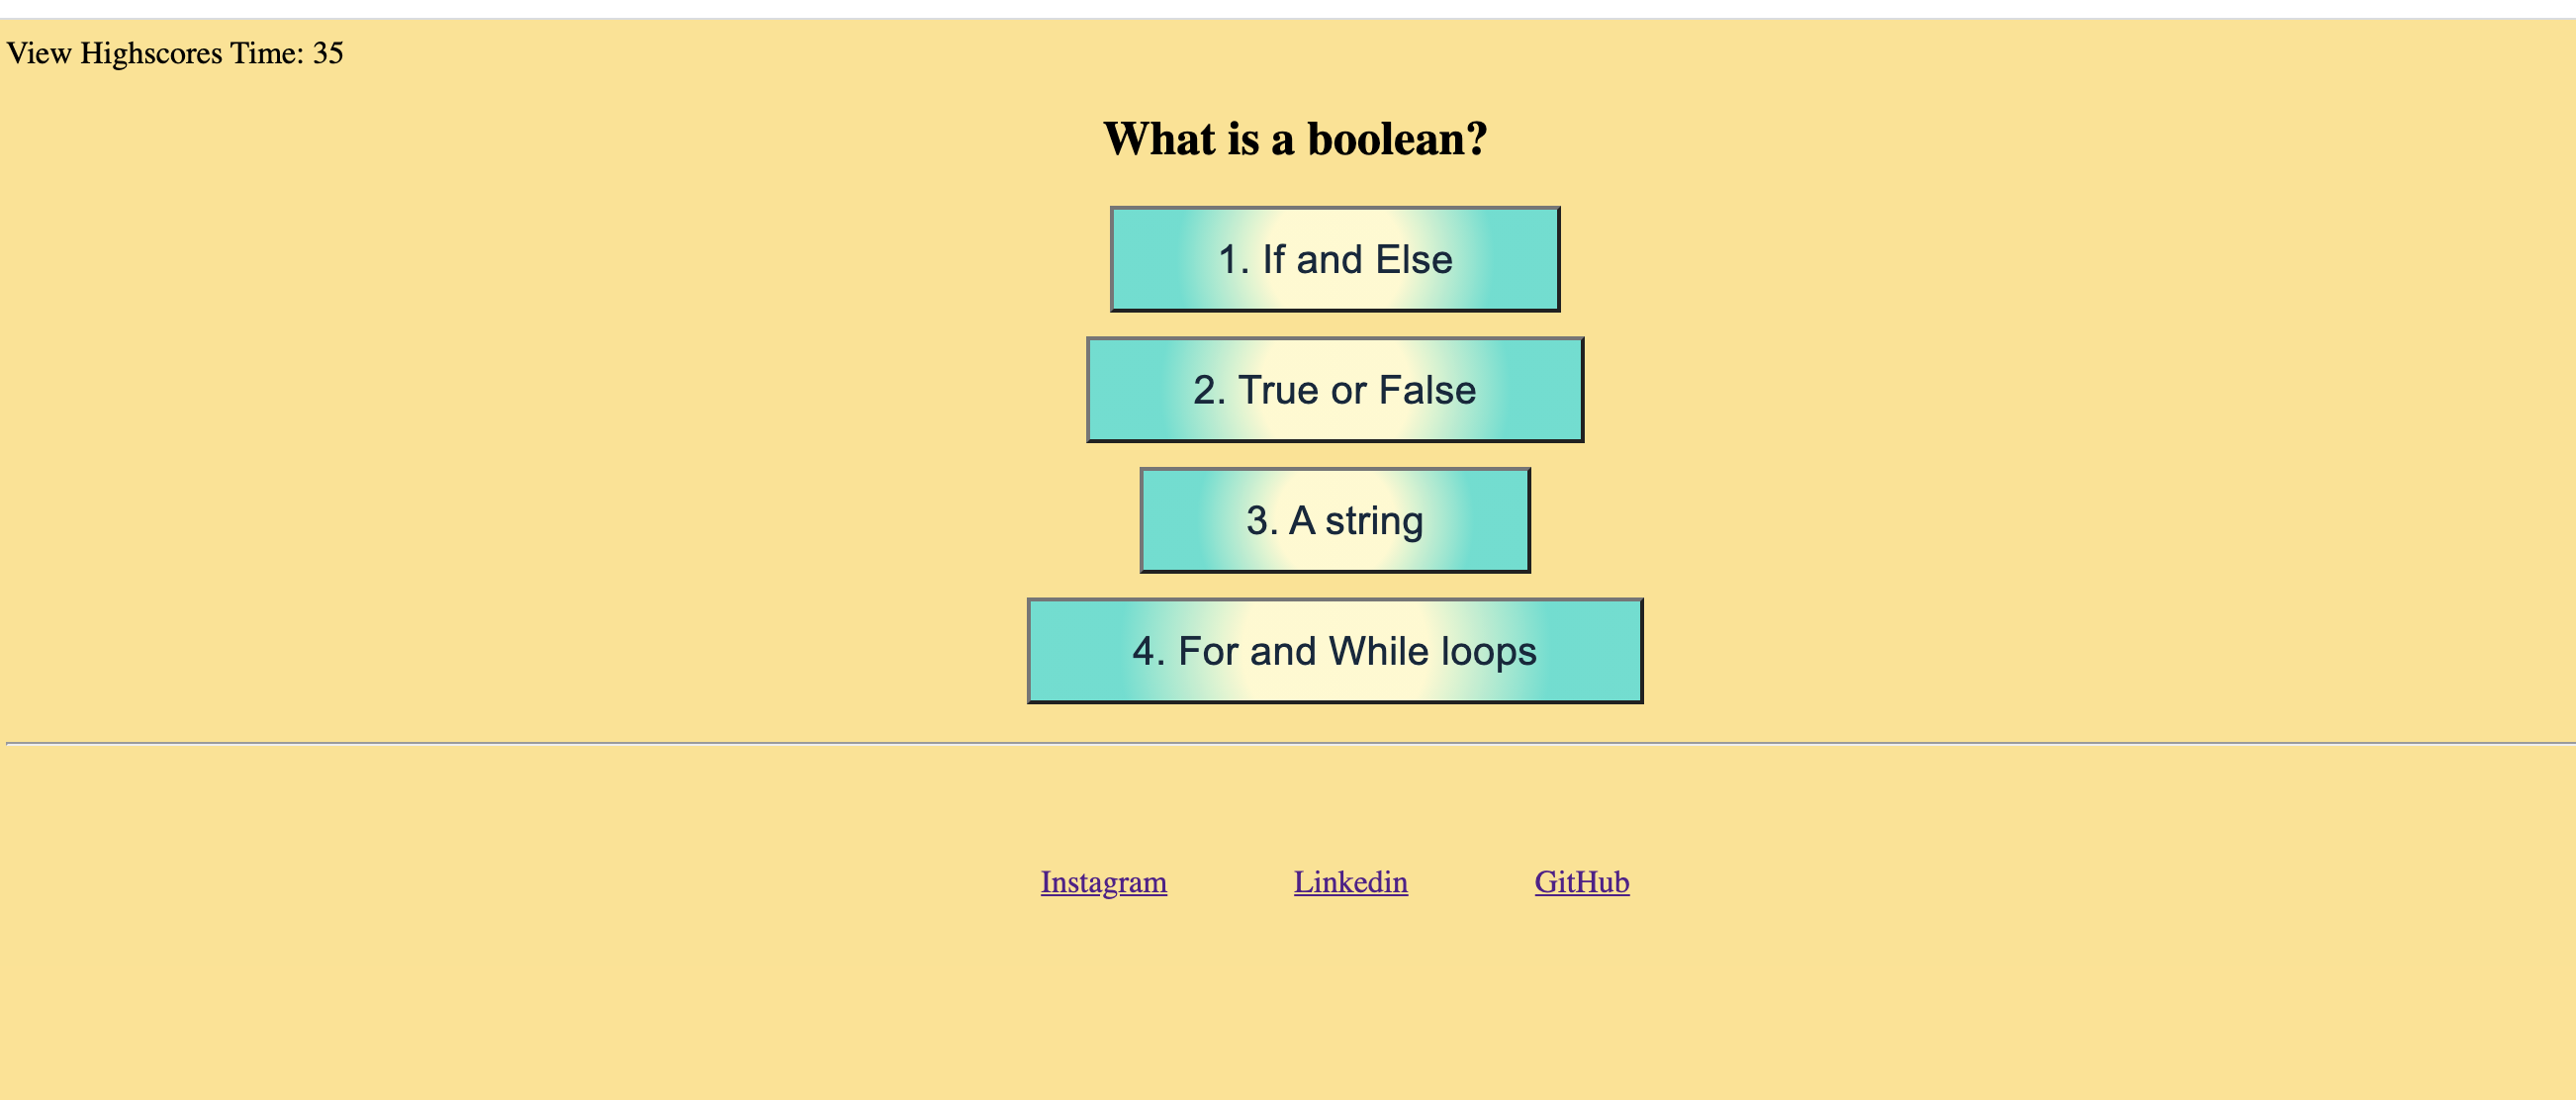 View Highscores Time: 35
What is a boolean?
1. If and Else
2. True or False
3. A string
4. For and While loops
Instagram Linkedin GitHub